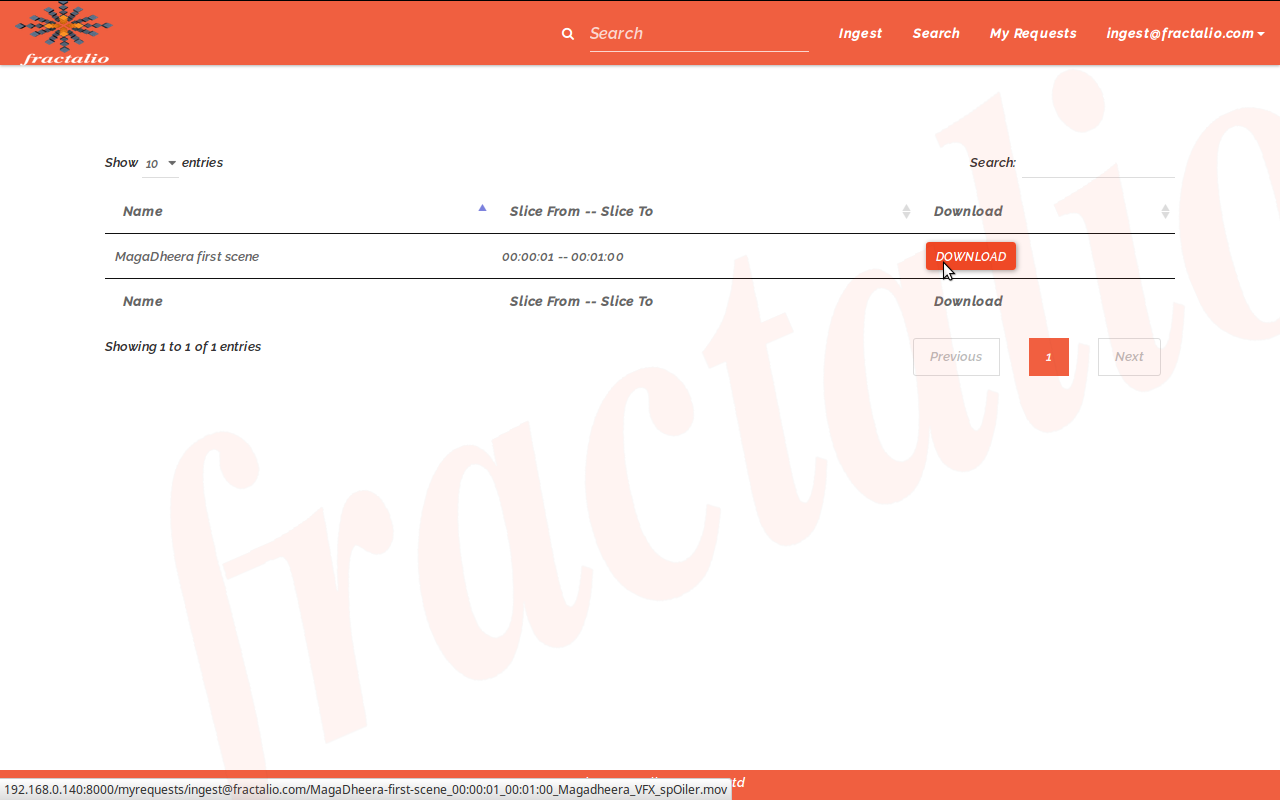 fractalio
Search Ingest Search My Requests ingest@fractalio.com
Show 10 entries Search:
Name Slice From -- Slice To Download
MagaDheera first scene 00:00:01 -- 00:01:00 DOWNLOAD
Name Slice From -- Slice To Download
Showing 1 to 1 of 1 entries Previous 1 Next
fractalio
192.168.0.140:8000/myrequests/ingest@fractalio.com/MagaDheera-first-scene_00:00:01_00:01:00_Magadheera_VFX_spOiler.mov